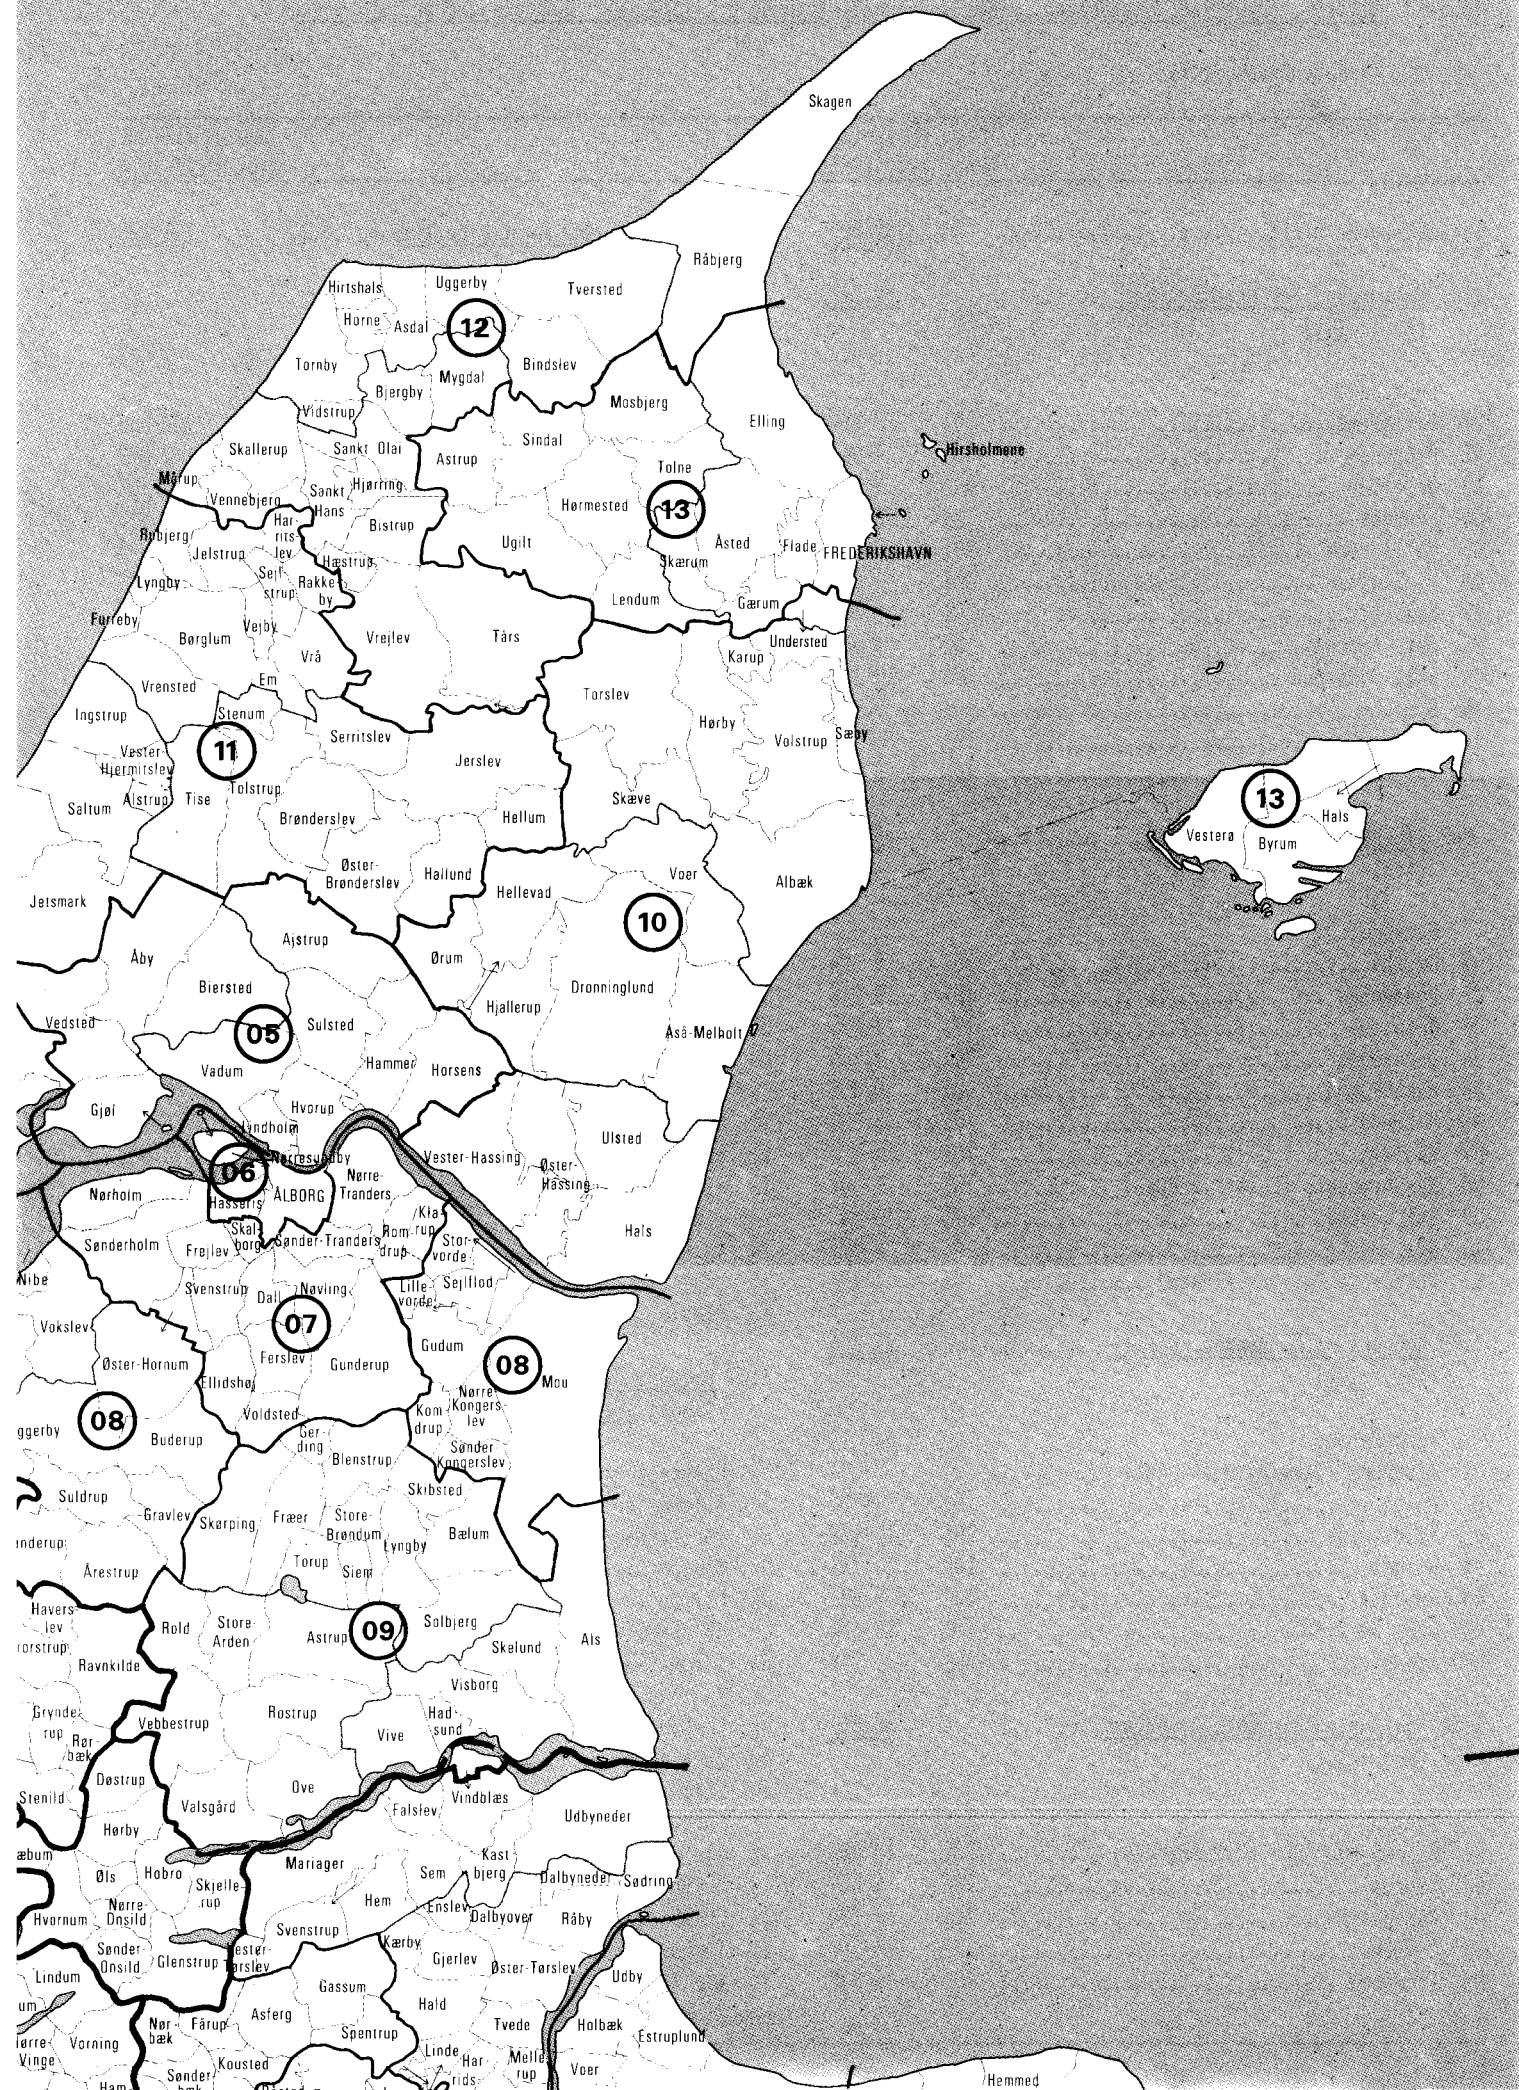 Skagen
Råbjerg
Hirtshals
Uggerby
Tversted
Horne
Asdal
12
Tornby
Bjergby
Mygdal
Bindslev
Vidstrup
Mosbjerg
Elling
Skallerup
Sankt Olai
Astrup
Sindal
Hirsholmene
Mårup
Vennebjerg
Sankt
Hans
Hjørring
Tolne
Hørmested
13
Rubjerg
Har-
rits-
lev
Bistrup
Ugilt
Åsted
Flade
FREDERIKSHAVN
Jelstrup
Hæstrup
Skærum
Lyngby
Sejl-
strup
Rakke-
by
Lendum
Gærum
Furreby
Børglum
Vejby
Vrå
Vrejlev
Tårs
Karup
Understed
Vrensted
Em
Torslev
Ingstrup
Stenum
Hørby
Volstrup
Sæby
Vester-
Hjermitslev
11
Serritslev
Jerslev
Saltum
Alstrup
Tise
Tolstrup
Brønderslev
Hellum
Skæve
13
Hals
Vesterø
Byrum
Jetsmark
Øster-
Brønderslev
Hallund
Hellevad
Voer
Albæk
Åby
Ajstrup
Ørum
10
Biersted
Hjallerup
Dronninglund
Vedsted
05
Sulsted
Aså-Melholt
Vadum
Hammer
Horsens
Gjøl
Hvorup
Lindholm
Ulsted
Nørresundby
Vester-Hassing
Øster-
Hassing
06
Nørholm
Hasseris
ÅLBORG
Nørre-
Tranders
Kla-
rup
Hals
Sønderholm
Frejlev
Skal-
borg
Sønder-Tranders
Rom
drup
Stor-
vorde
Nibe
Svenstrup
Dall
Nøvling
Lille-
vorde
Sejlflod
Vokslev
07
Gudum
08
Mou
Øster-Hornum
Ferslev
Gunderup
Ellidshøj
Nørre-
Kongers
lev
08
Voldsted
Kom
drup
ggerby
Buderup
Ger-
ding
Blenstrup
Sønder
Kongerslev
Suldrup
Gravlev
Skørping
Fræer
Store-
Brøndum
Skibsted
Lyngby
Bælum
Torup
Siem
Årestrup
Havers-
lev
Rold
Store
Arden
Astrup
09
Solbjerg
Skelund
Als
Ravnkilde
Visborg
Grynde-
rup
Vebbestrup
Rostrup
Vive
Had
sund
Rør-
bæk
Døstrup
Stenild
Valsgård
Ove
Falslev
Vindblæs
Udbyneder
Hørby
Mariager
Kast
bjerg
Øls
Hobro
Skjelle-
rup
Sem
Dalbyneder
Sødring
Hem
Enslev
Dalbyover
Råby
Hvornum
Nørre-
Onsild
Svenstrup
Kærby
Sønder-
Onsild
Glenstrup
Vester-
Tørslev
Gjerlev
Øster-Tørslev
Lindum
Gassum
Udby
um
Asferg
Hald
Nør-
bæk
Fårup
Spentrup
Tvede
Holbæk
Estruplund
Vorning
Vinge
Kousted
Linde
Har
rids-
Melle
rup
Voer
Sønder
Ham
Hemmed